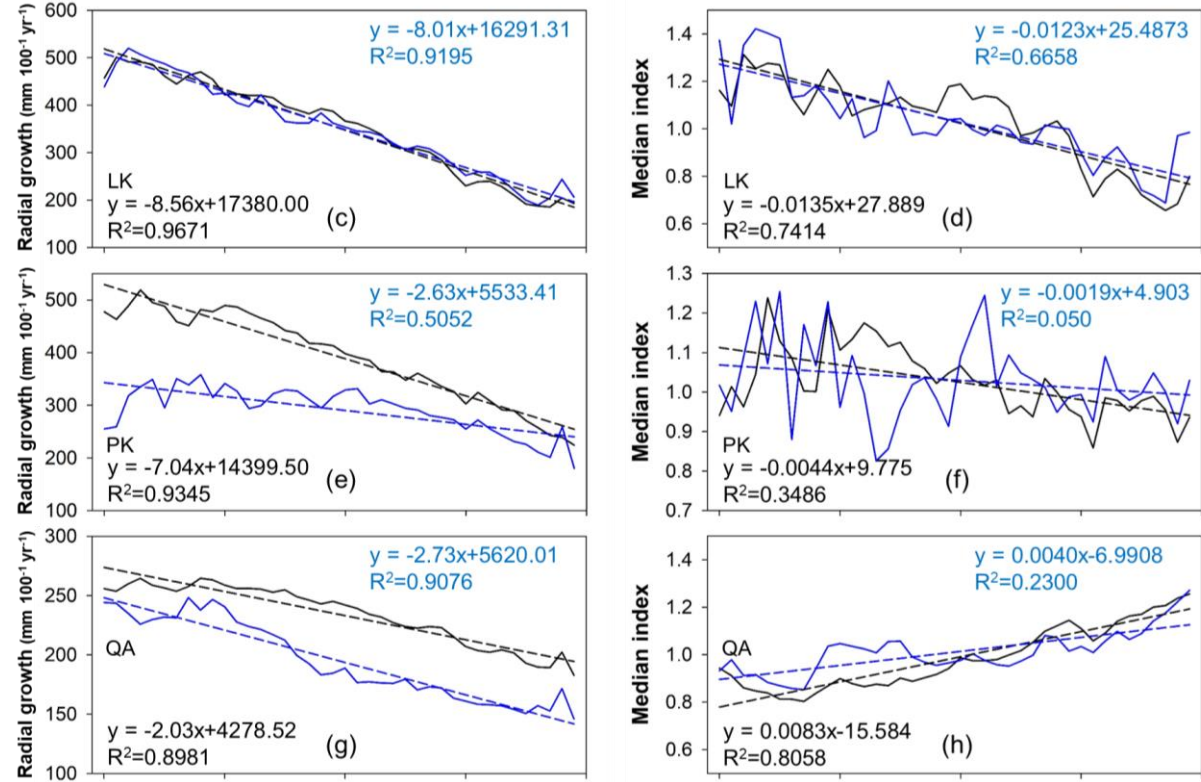 Radial growth (mm 100⁻¹ yr⁻¹)
600
500
400
300
200
100
y = -8.01x+16291.31
R²=0.9195
LK
y = -8.56x+17380.00
R²=0.9671
(c)
Median index
1.4
1.2
1.0
0.8
0.6
y = -0.0123x+25.4873
R²=0.6658
LK
y = -0.0135x+27.889
R²=0.7414
(d)
Radial growth (mm 100⁻¹ yr⁻¹)
500
400
300
200
100
y = -2.63x+5533.41
R²=0.5052
PK
y = -7.04x+14399.50
R²=0.9345
(e)
Median index
1.3
1.2
1.1
1.0
0.9
0.8
0.7
y = -0.0019x+4.903
R²=0.050
PK
y = -0.0044x+9.775
R²=0.3486
(f)
Radial growth (mm 100⁻¹ yr⁻¹)
300
250
200
150
100
y = -2.73x+5620.01
R²=0.9076
QA
y = -2.03x+4278.52
R²=0.8981
(g)
Median index
1.4
1.2
1.0
0.8
0.6
y = 0.0040x-6.9908
R²=0.2300
QA
y = 0.0083x-15.584
R²=0.8058
(h)